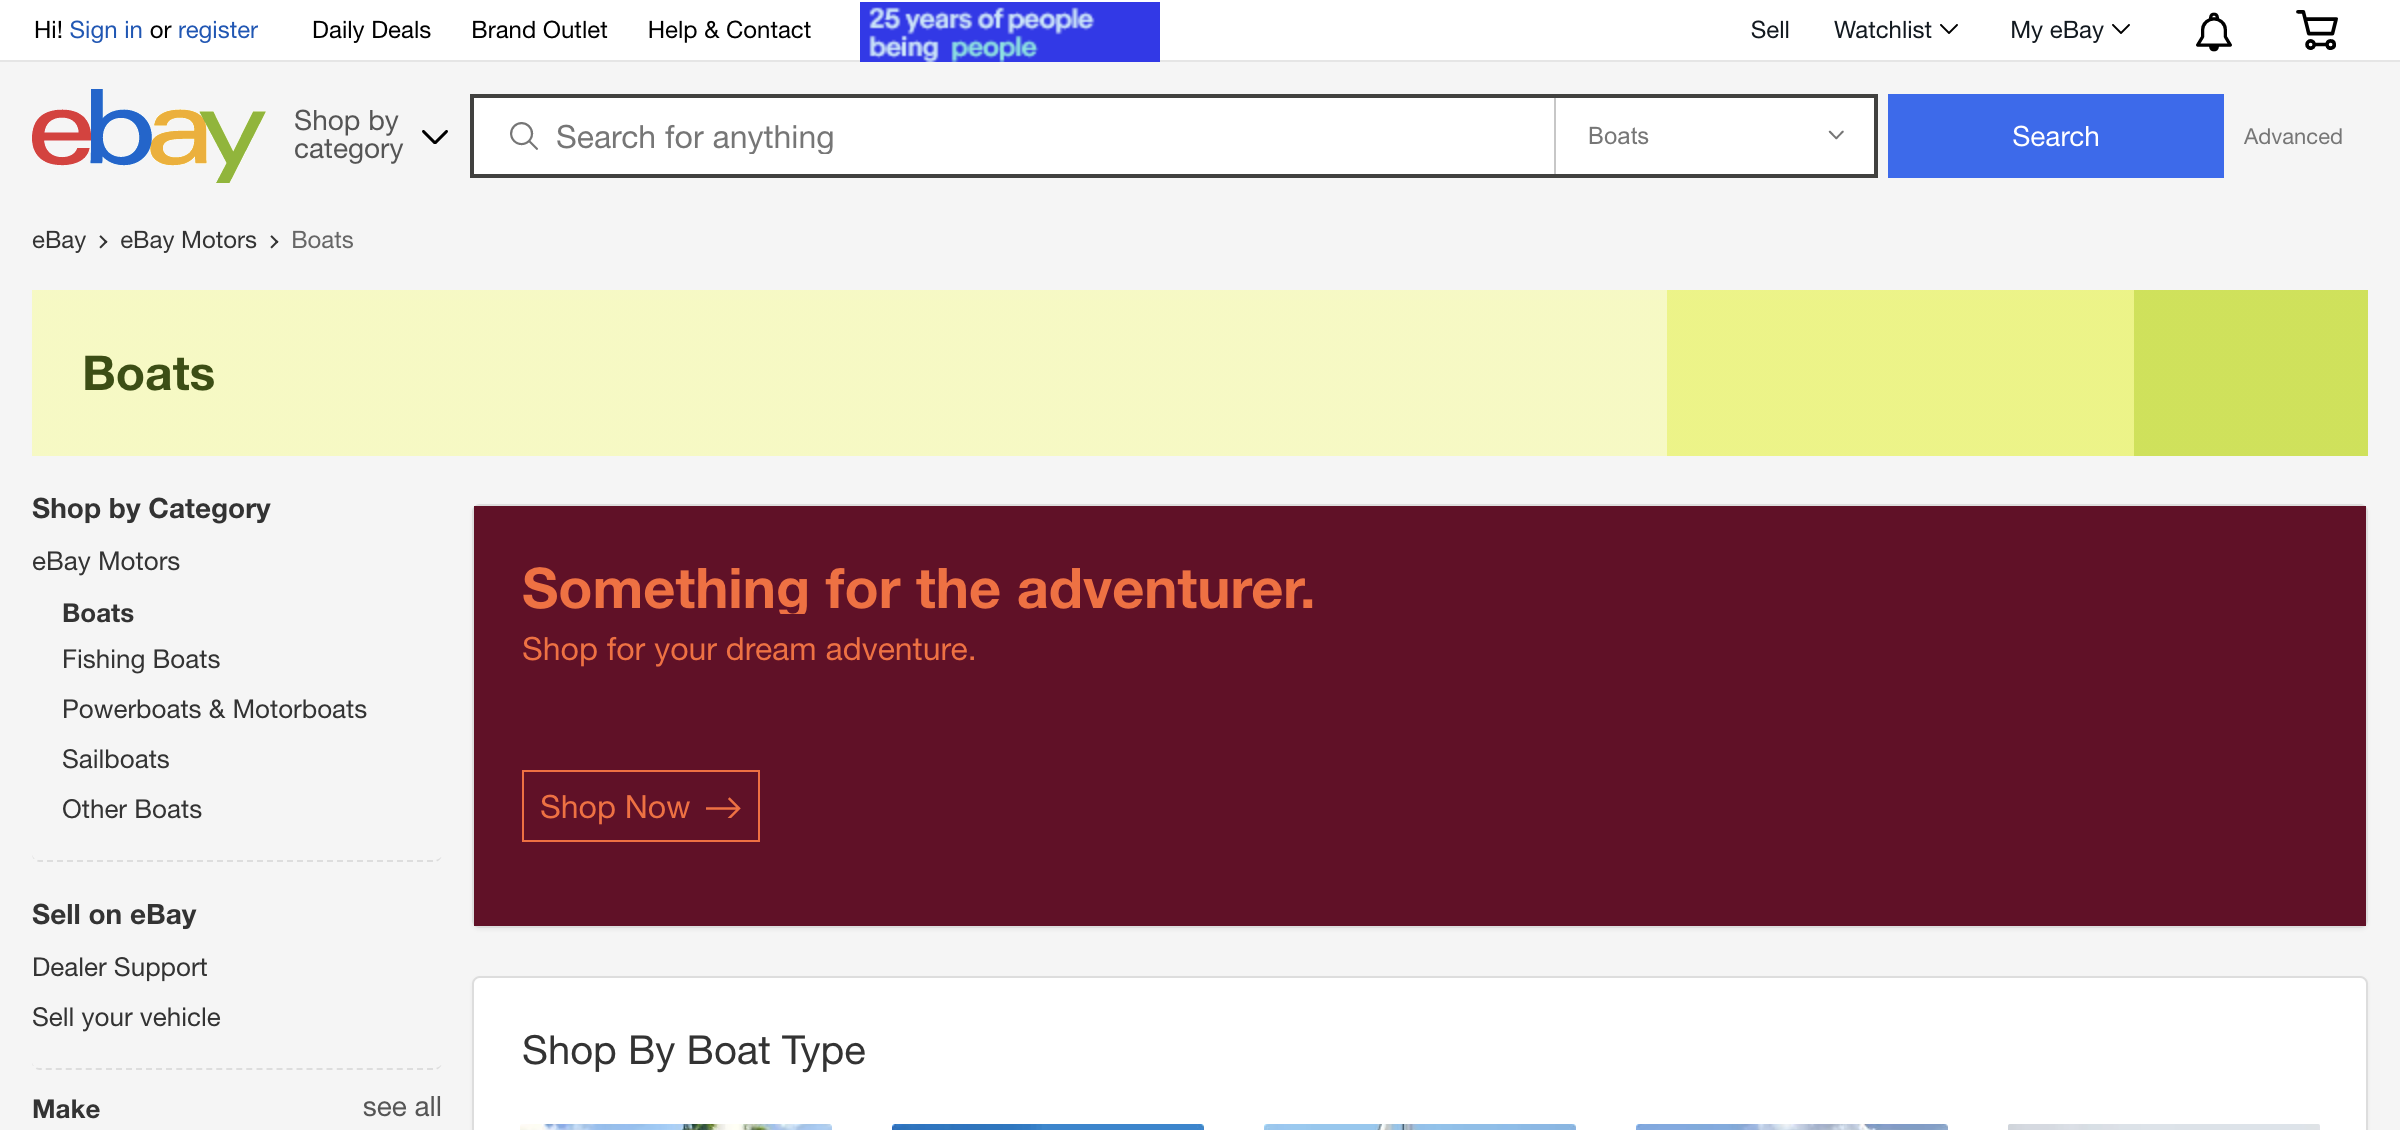 Hi! Sign in or register
Daily Deals
Brand Outlet
Help & Contact
25 years of people
being people
Sell
Watchlist
My eBay
ebay
Shop by
category
Search for anything
Boats
Search
Advanced
eBay > eBay Motors > Boats
Boats
Shop by Category
eBay Motors
Boats
Fishing Boats
Powerboats & Motorboats
Sailboats
Other Boats
Sell on eBay
Dealer Support
Sell your vehicle
Make
see all
Something for the adventurer.
Shop for your dream adventure.
Shop Now
Shop By Boat Type